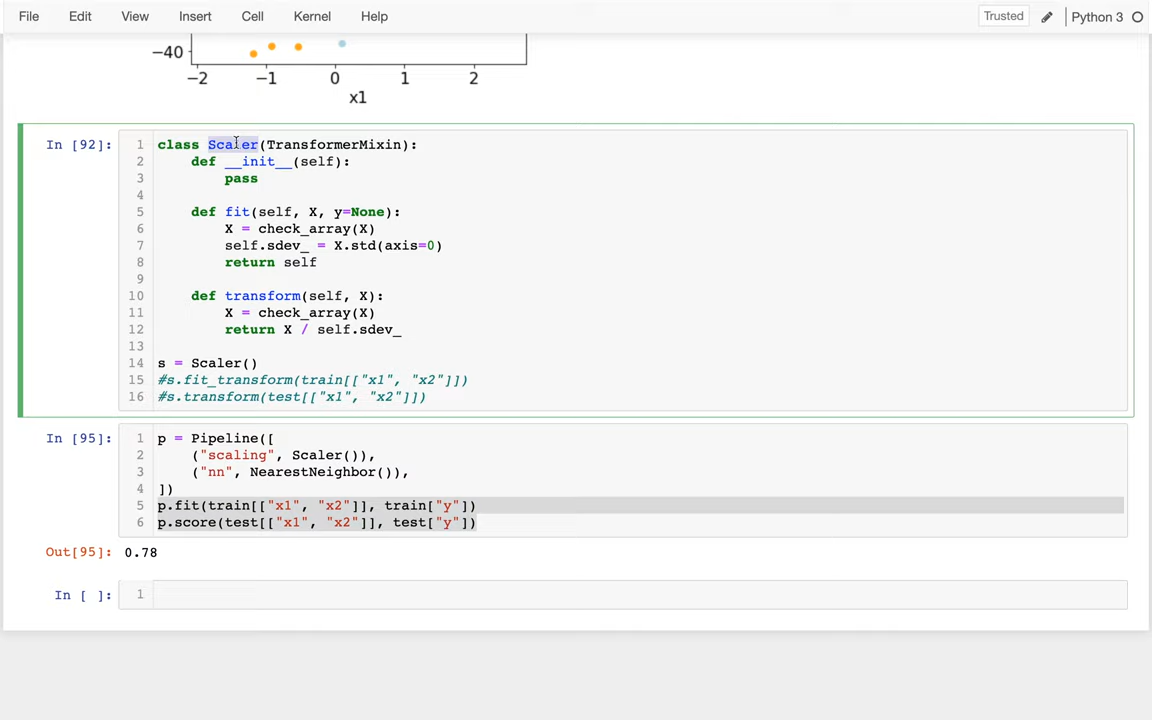 File Edit View Insert Cell Kernel Help Trusted Python 3
−40
−2 −1 0 1 2
x1
In [92]:
1 class Scaler(TransformerMixin):
2     def __init__(self):
3         pass
4
5     def fit(self, X, y=None):
6         X = check_array(X)
7         self.sdev_ = X.std(axis=0)
8         return self
9
10     def transform(self, X):
11         X = check_array(X)
12         return X / self.sdev_
13
14 s = Scaler()
15 #s.fit_transform(train[["x1", "x2"]])
16 #s.transform(test[["x1", "x2"]])
In [95]:
1 p = Pipeline([
2     ("scaling", Scaler()),
3     ("nn", NearestNeighbor()),
4 ])
5 p.fit(train[["x1", "x2"]], train["y"])
6 p.score(test[["x1", "x2"]], test["y"])
Out[95]: 0.78
In [ ]: 1